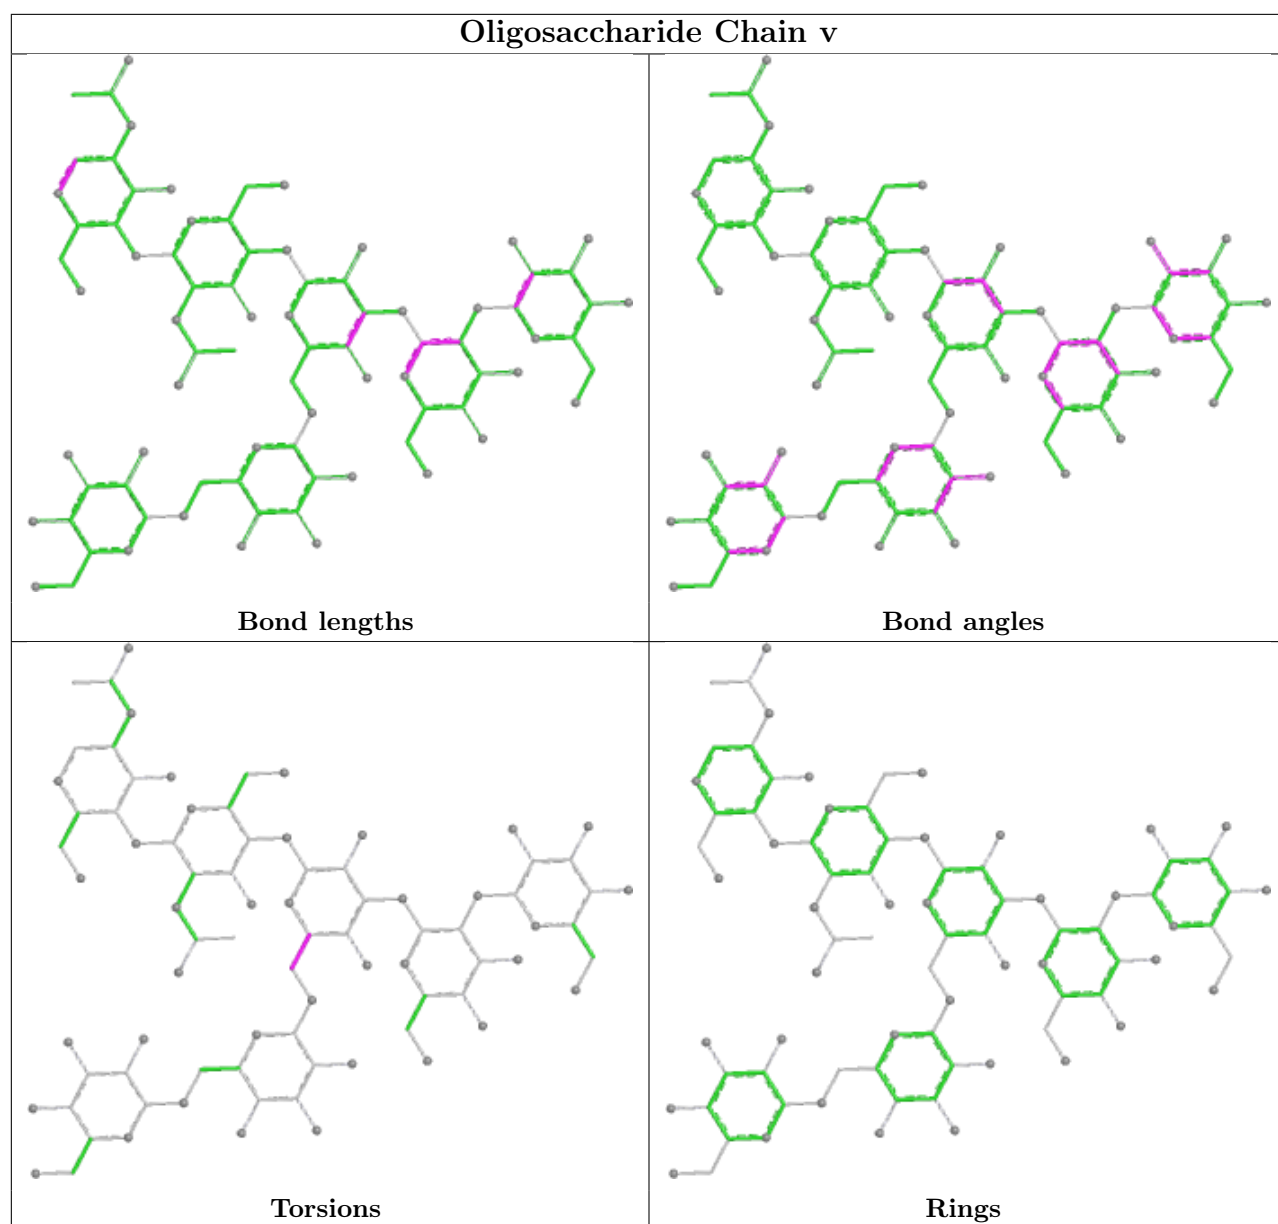 Oligosaccharide Chain v
Bond lengths
Bond angles
Torsions
Rings